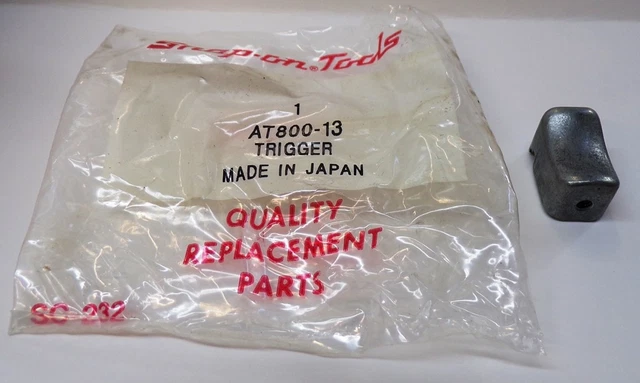 Snap-on® Tools
1
AT800-13
TRIGGER
MADE IN JAPAN
QUALITY
REPLACEMENT
PARTS
SC-232